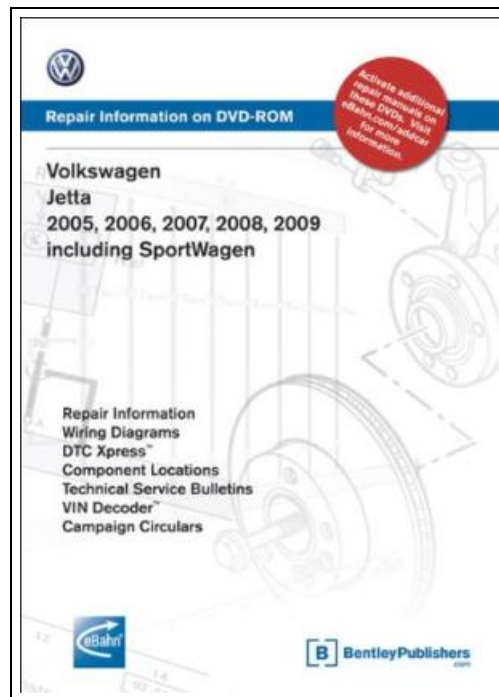 Repair Information on DVD-ROM
Activate additional
repair manuals on
these DVDs. Visit
eBahn.com/addcar
for more
information.
Volkswagen
Jetta
2005, 2006, 2007, 2008, 2009
including SportWagen
Repair Information
Wiring Diagrams
DTC Xpress™
Component Locations
Technical Service Bulletins
VIN Decoder™
Campaign Circulars
eBahn®
B BentleyPublishers
.com